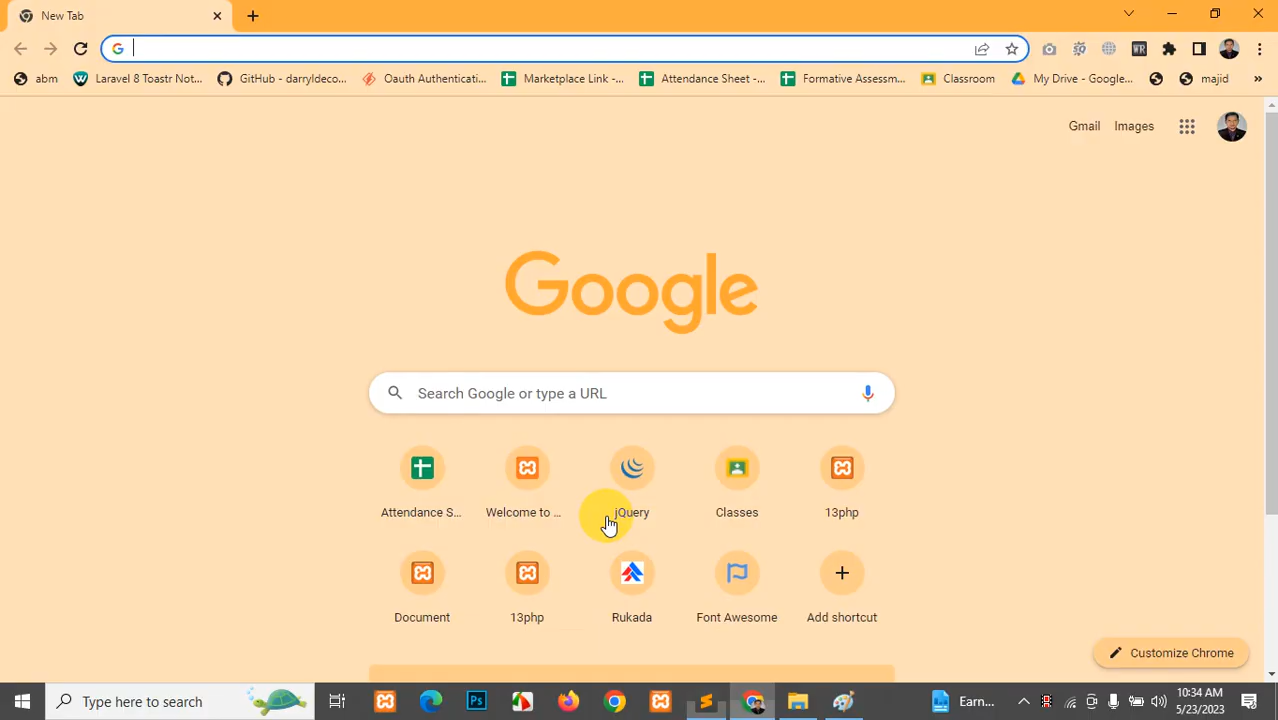 New Tab
abm
Laravel 8 Toastr Not...
GitHub - darryldeco...
Oauth Authenticati...
Marketplace Link -...
Attendance Sheet -...
Formative Assessm...
Classroom
My Drive - Google...
majid
»
Gmail
Images
Google
Search Google or type a URL
Attendance S...
Welcome to ...
jQuery
Classes
13php
Document
13php
Rukada
Font Awesome
Add shortcut
Customize Chrome
Type here to search
Earn...
10:34 AM
5/23/2023